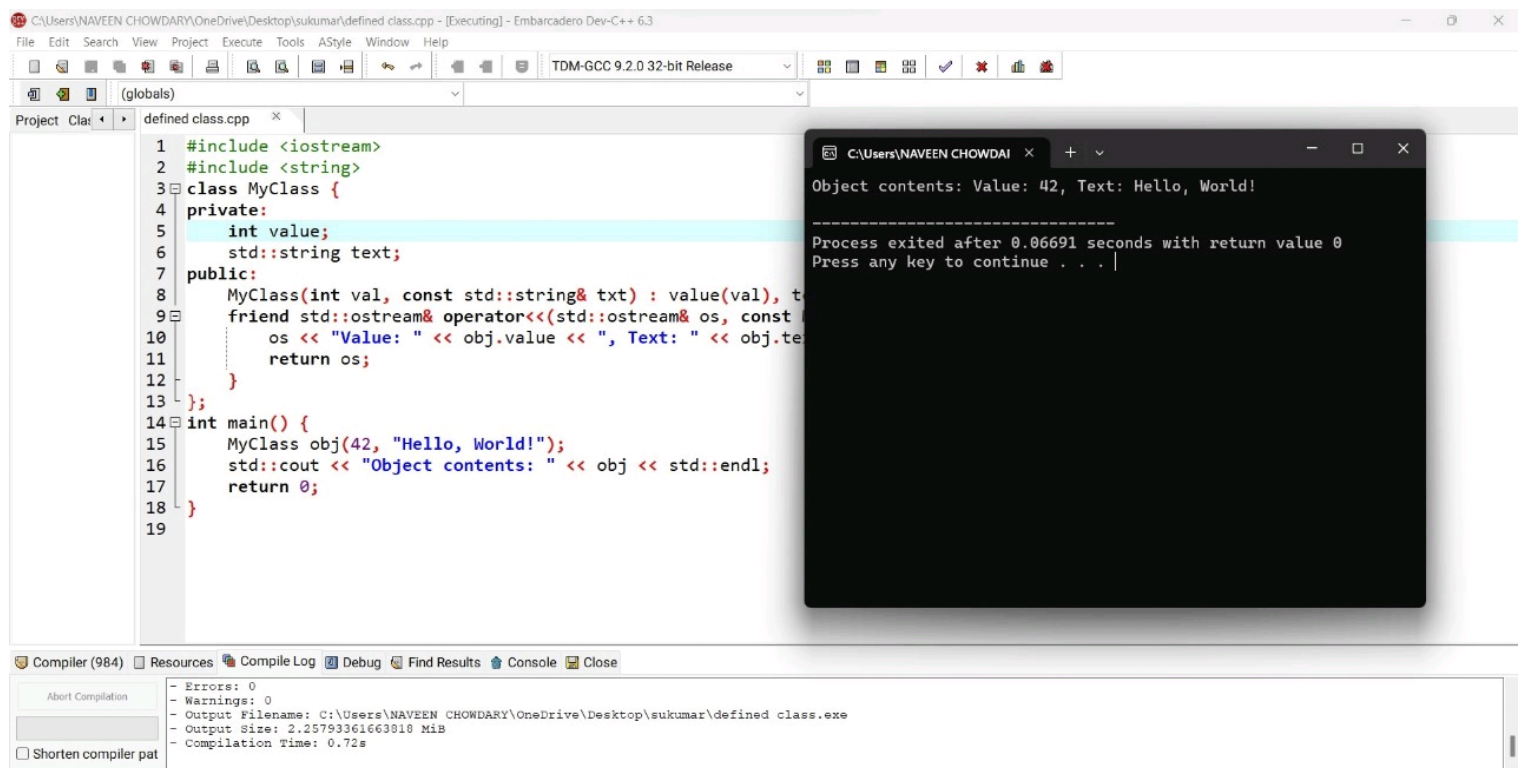 C:\Users\NAVEEN CHOWDARY\OneDrive\Desktop\sukumar\defined class.cpp - [Executing] - Embarcadero Dev-C++ 6.3
File Edit Search View Project Execute Tools AStyle Window Help
TDM-GCC 9.2.0 32-bit Release
(globals)
Project Clas
defined class.cpp
1 #include <iostream>
2 #include <string>
3 class MyClass {
4 private:
5 int value;
6 std::string text;
7 public:
8 MyClass(int val, const std::string& txt) : value(val), t
9 friend std::ostream& operator<<(std::ostream& os, const
10 os << "Value: " << obj.value << ", Text: " << obj.te
11 return os;
12 }
13 };
14 int main() {
15 MyClass obj(42, "Hello, World!");
16 std::cout << "Object contents: " << obj << std::endl;
17 return 0;
18 }
19
C:\Users\NAVEEN CHOWDAI
Object contents: Value: 42, Text: Hello, World!
--------------------------------
Process exited after 0.06691 seconds with return value 0
Press any key to continue . . .
Compiler (984) Resources Compile Log Debug Find Results Console Close
Abort Compilation
Shorten compiler pat
- Errors: 0
- Warnings: 0
- Output Filename: C:\Users\NAVEEN CHOWDARY\OneDrive\Desktop\sukumar\defined class.exe
- Output Size: 2.25793361663818 MiB
- Compilation Time: 0.72s